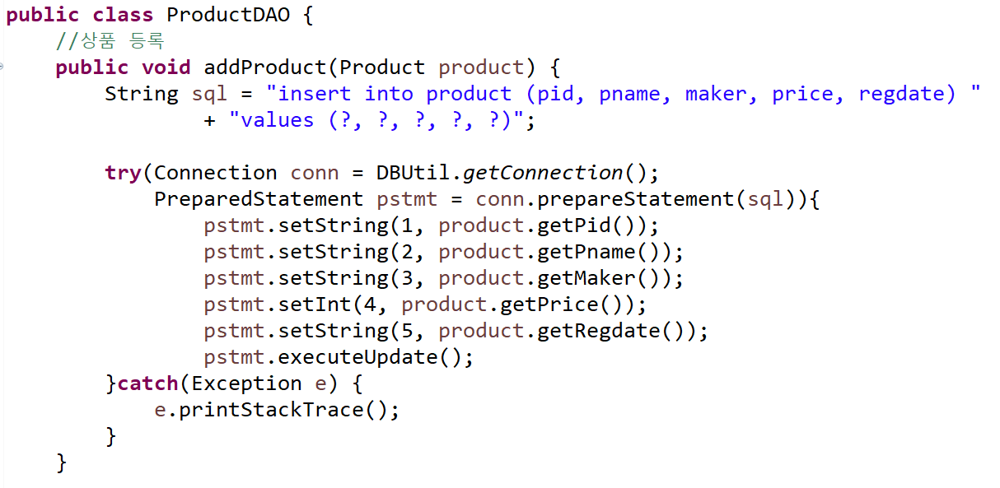 public class ProductDAO {
//상품 등록
public void addProduct(Product product) {
String sql = "insert into product (pid, pname, maker, price, regdate) "
+ "values (?, ?, ?, ?, ?)";
try(Connection conn = DBUtil.getConnection();
PreparedStatement pstmt = conn.prepareStatement(sql)){
pstmt.setString(1, product.getPid());
pstmt.setString(2, product.getPname());
pstmt.setString(3, product.getMaker());
pstmt.setInt(4, product.getPrice());
pstmt.setString(5, product.getRegdate());
pstmt.executeUpdate();
}catch(Exception e) {
e.printStackTrace();
}
}